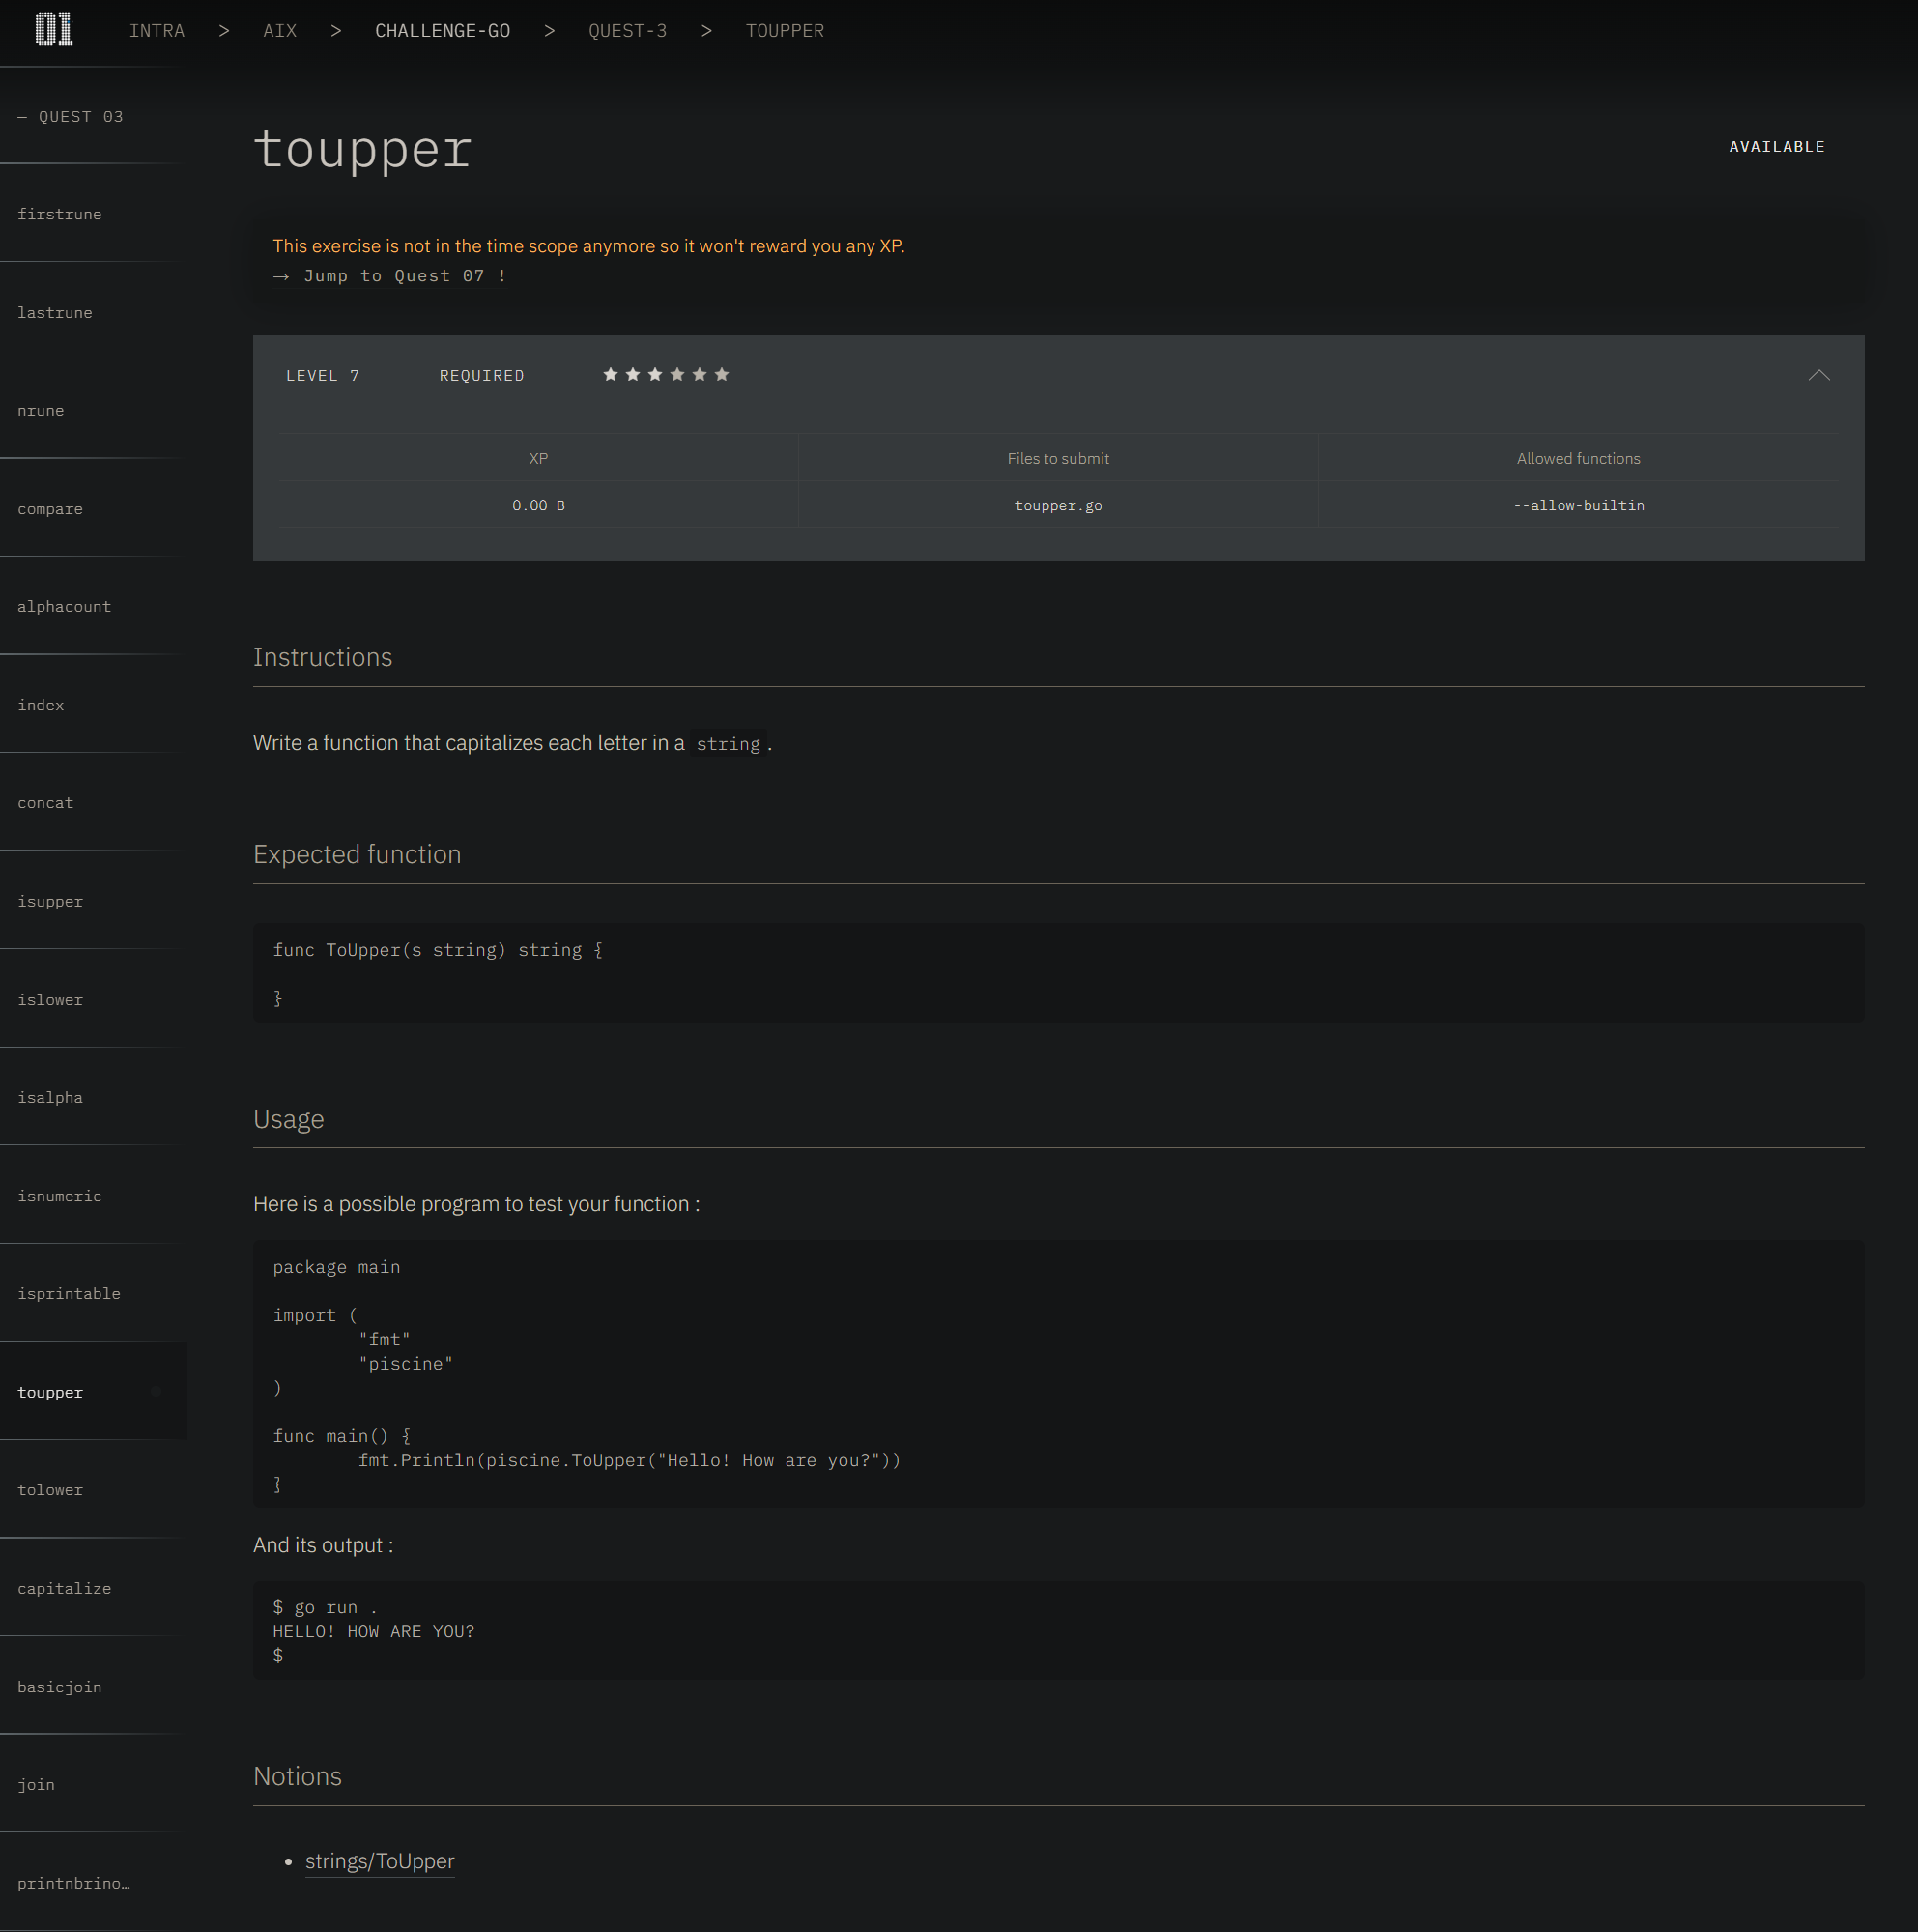 01 INTRA > AIX > CHALLENGE-GO > QUEST-3 > TOUPPER
— QUEST 03
firstrune
lastrune
nrune
compare
alphacount
index
concat
isupper
islower
isalpha
isnumeric
isprintable
toupper
tolower
capitalize
basicjoin
join
printnbrino…
toupper
AVAILABLE
This exercise is not in the time scope anymore so it won't reward you any XP.
→ Jump to Quest 07 !
LEVEL 7 REQUIRED
XP Files to submit Allowed functions
0.00 B toupper.go --allow-builtin
Instructions
Write a function that capitalizes each letter in a string .
Expected function
func ToUpper(s string) string {
}
Usage
Here is a possible program to test your function :
package main
import (
"fmt"
"piscine"
)
func main() {
fmt.Println(piscine.ToUpper("Hello! How are you?"))
}
And its output :
$ go run .
HELLO! HOW ARE YOU?
$
Notions
• strings/ToUpper